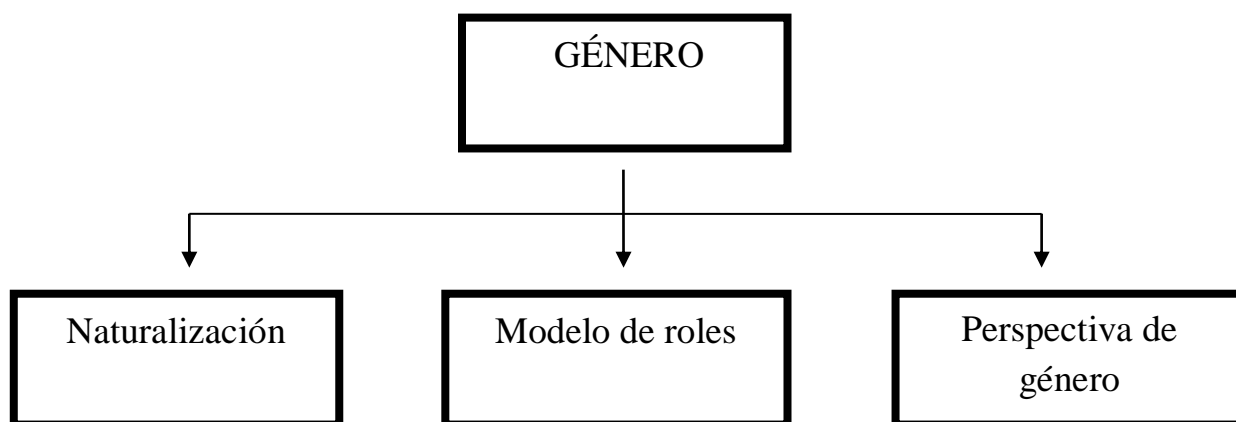 GÉNERO
Naturalización
Modelo de roles
Perspectiva de
género